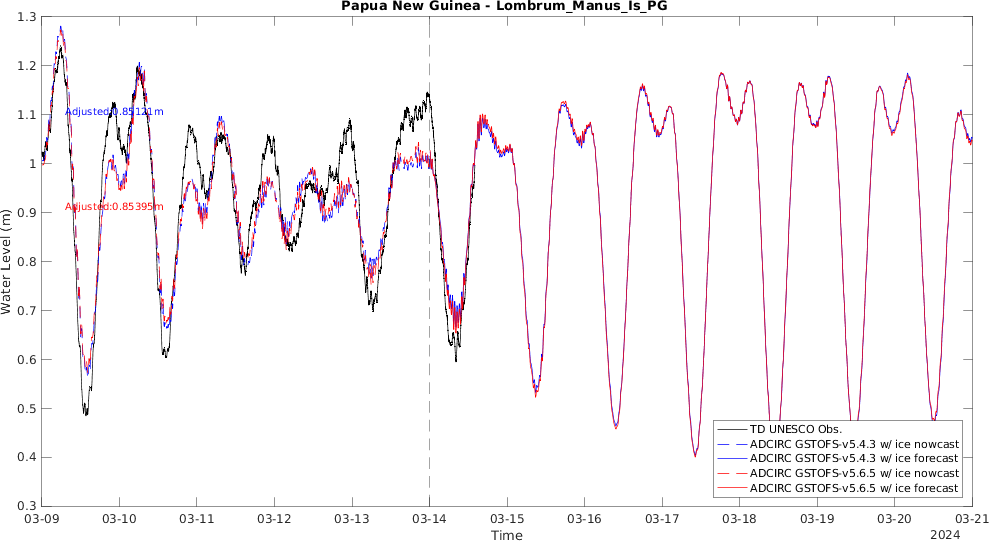 Papua New Guinea - Lombrum_Manus_Is_PG
1.3
1.2
1.1
1
0.9
0.8
0.7
0.6
0.5
0.4
0.3
Water Level (m)
Adjusted:0.85121m
Adjusted:0.85395m
TD UNESCO Obs.
ADCIRC GSTOFS-v5.4.3 w/ ice nowcast
ADCIRC GSTOFS-v5.4.3 w/ ice forecast
ADCIRC GSTOFS-v5.6.5 w/ ice nowcast
ADCIRC GSTOFS-v5.6.5 w/ ice forecast
03-09 03-10 03-11 03-12 03-13 03-14 03-15 03-16 03-17 03-18 03-19 03-20 03-21
Time
2024